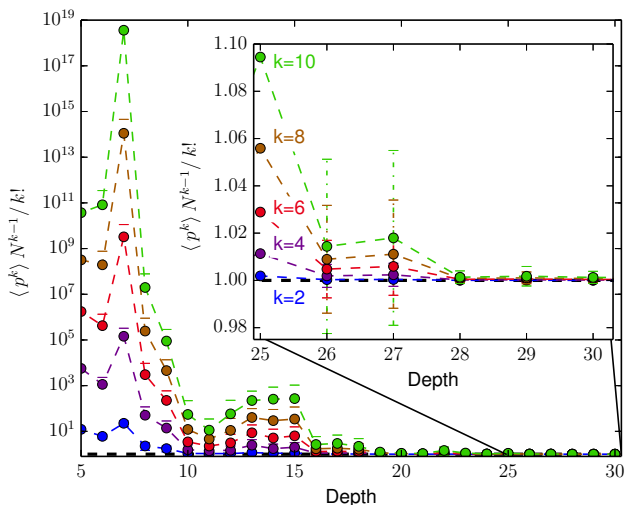 10^19
10^17
10^15
10^13
10^11
10^9
10^7
10^5
10^3
10^1
⟨p^k⟩ N^{k−1}/k!
5 10 15 20 25 30
Depth
1.10
1.08
1.06
1.04
1.02
1.00
0.98
⟨p^k⟩ N^{k−1}/k!
k=10
k=8
k=6
k=4
k=2
25 26 27 28 29 30
Depth